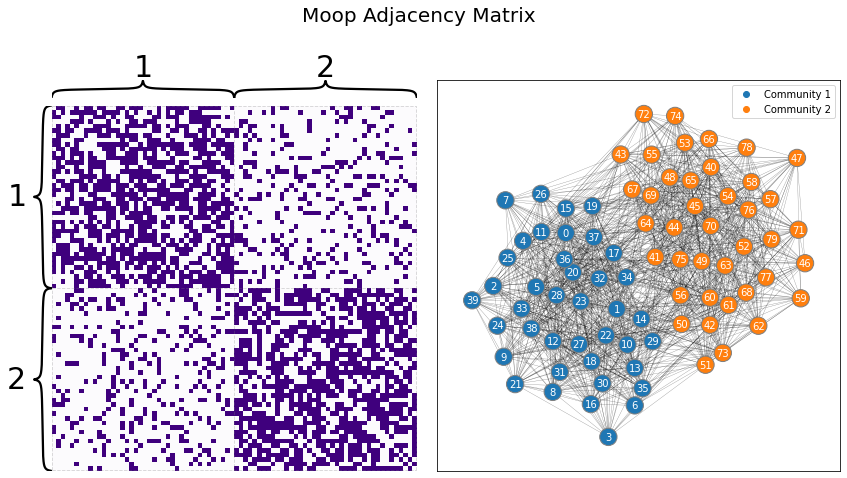 Moop Adjacency Matrix
1 2
1
2
Community 1
Community 2
72 74
53 66
78
43 55 47
40
48 65 58
7 26 67 69 54 57
15 19 45 76
64 44 70 71
4 11 0 37 52 79
25 36 17 41 75 49 63 46
20 32 34 77
2 5 28 56 60 68 59
39 33 23 1 61
24 38 14 50 42 62
12 27 22 10 29
9 18 51 73
31 13
21 8 30 35
16 6
3